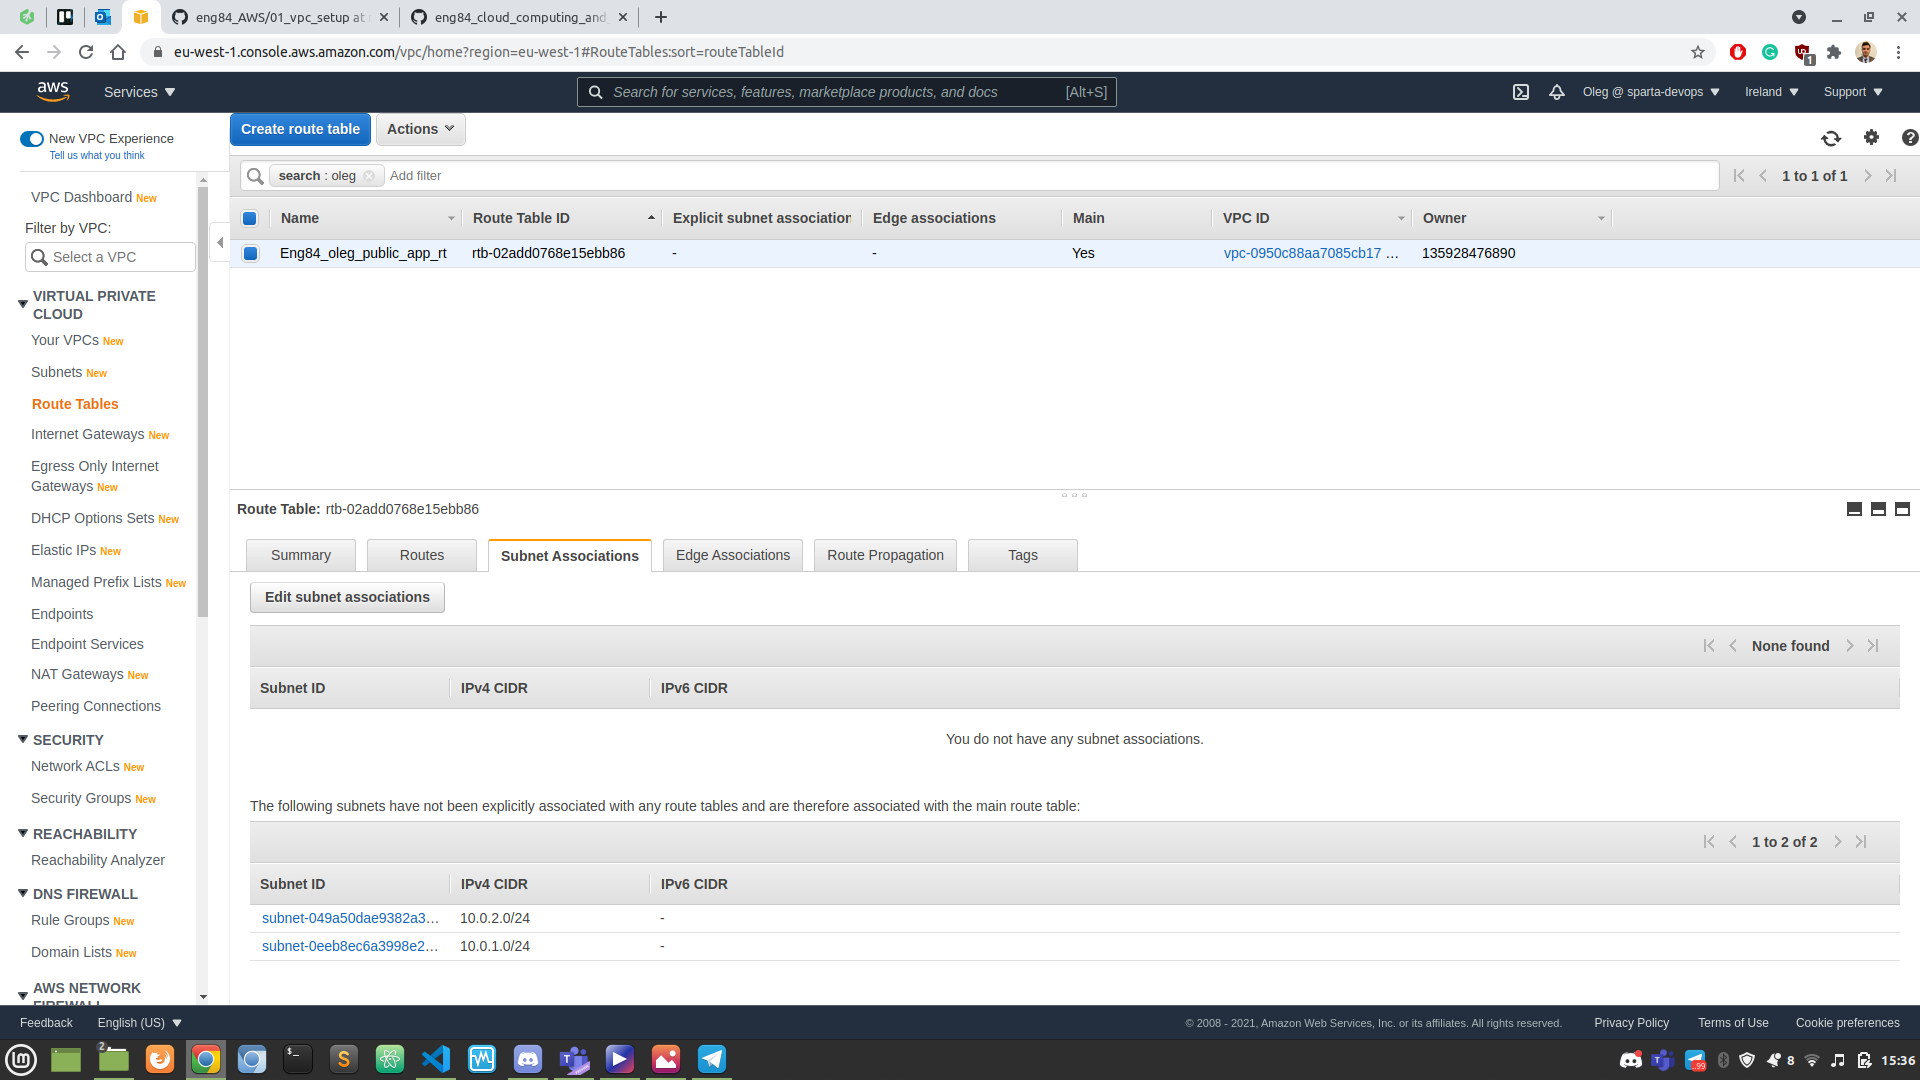 eng84_AWS/01_vpc_setup at
eng84_cloud_computing_and_
eu-west-1.console.aws.amazon.com/vpc/home?region=eu-west-1#RouteTables:sort=routeTableId
1
aws
Services
Search for services, features, marketplace products, and docs
[Alt+S]
Oleg @ sparta-devops
Ireland
Support
New VPC Experience
Tell us what you think
Create route table
Actions
search : oleg
Add filter
1 to 1 of 1
Name
Route Table ID
Explicit subnet association
Edge associations
Main
VPC ID
Owner
Eng84_oleg_public_app_rt
rtb-02add0768e15ebb86
-
-
Yes
vpc-0950c88aa7085cb17 ...
135928476890
VPC Dashboard New
Filter by VPC:
Select a VPC
VIRTUAL PRIVATE
CLOUD
Your VPCs New
Subnets New
Route Tables
Internet Gateways New
Egress Only Internet
Gateways New
DHCP Options Sets New
Elastic IPs New
Managed Prefix Lists New
Endpoints
Endpoint Services
NAT Gateways New
Peering Connections
SECURITY
Network ACLs New
Security Groups New
REACHABILITY
Reachability Analyzer
DNS FIREWALL
Rule Groups New
Domain Lists New
AWS NETWORK
FIREWALL
Route Table: rtb-02add0768e15ebb86
Summary
Routes
Subnet Associations
Edge Associations
Route Propagation
Tags
Edit subnet associations
None found
Subnet ID
IPv4 CIDR
IPv6 CIDR
You do not have any subnet associations.
The following subnets have not been explicitly associated with any route tables and are therefore associated with the main route table:
1 to 2 of 2
Subnet ID
IPv4 CIDR
IPv6 CIDR
subnet-049a50dae9382a3...
10.0.2.0/24
-
subnet-0eeb8ec6a3998e2...
10.0.1.0/24
-
Feedback
English (US)
© 2008 - 2021, Amazon Web Services, Inc. or its affiliates. All rights reserved.
Privacy Policy
Terms of Use
Cookie preferences
2
8
15:36